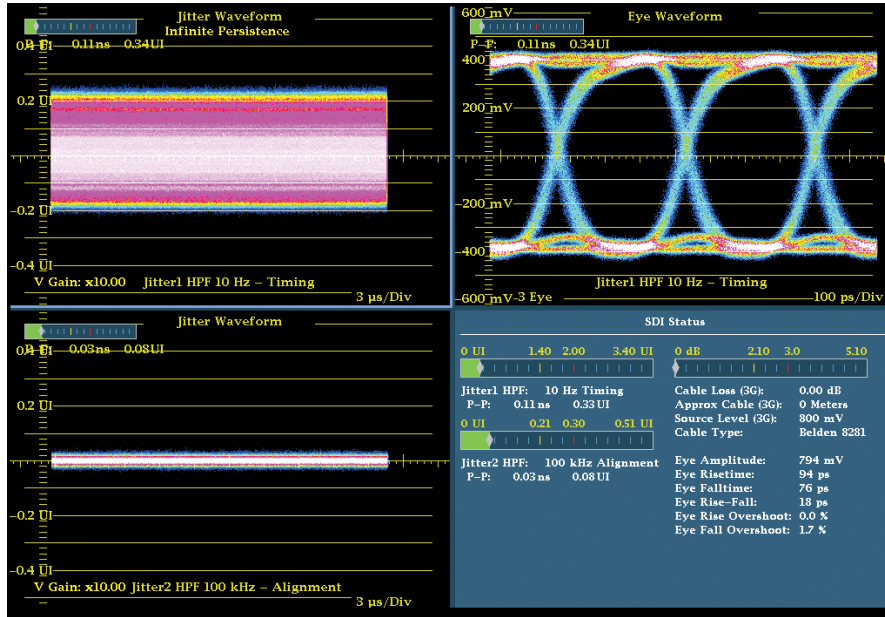 Jitter Waveform
Infinite Persistence
P-P: 0.11ns 0.34UI
0.4 UI
0.2 UI
-0.2 UI
-0.4 UI
V Gain: x10.00 Jitter1 HPF 10 Hz - Timing
3 µs/Div
600 mV
Eye Waveform
P-P: 0.11ns 0.34UI
400
200 mV
-200 mV
-400
Jitter1 HPF 10 Hz - Timing
-600 mV
-3 Eye
100 ps/Div
Jitter Waveform
P-P: 0.03ns 0.08UI
0.4 UI
0.2 UI
-0.2 UI
-0.4 UI
V Gain: x10.00 Jitter2 HPF 100 kHz - Alignment
3 µs/Div
SDI Status
0 UI 1.40 2.00 3.40 UI
Jitter1 HPF: 10 Hz Timing
P-P: 0.11ns 0.33UI
0 UI 0.21 0.30 0.51 UI
Jitter2 HPF: 100 kHz Alignment
P-P: 0.03ns 0.08UI
0 dB 2.10 3.0 5.10
Cable Loss (3G): 0.00 dB
Approx Cable (3G): 0 Meters
Source Level (3G): 800 mV
Cable Type: Belden 8281
Eye Amplitude: 794 mV
Eye Risetime: 94 ps
Eye Falltime: 76 ps
Eye Rise-Fall: 18 ps
Eye Rise Overshoot: 0.0 %
Eye Fall Overshoot: 1.7 %